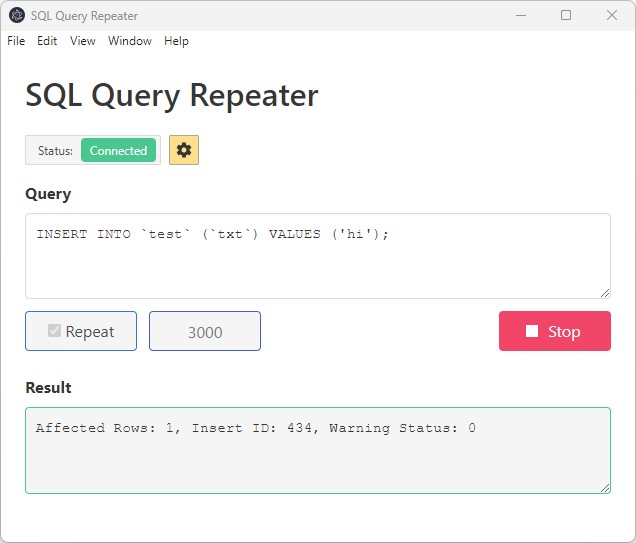 SQL Query Repeater
File Edit View Window Help
SQL Query Repeater
Status: Connected
Query
INSERT INTO `test` (`txt`) VALUES ('hi');
Repeat 3000 Stop
Result
Affected Rows: 1, Insert ID: 434, Warning Status: 0